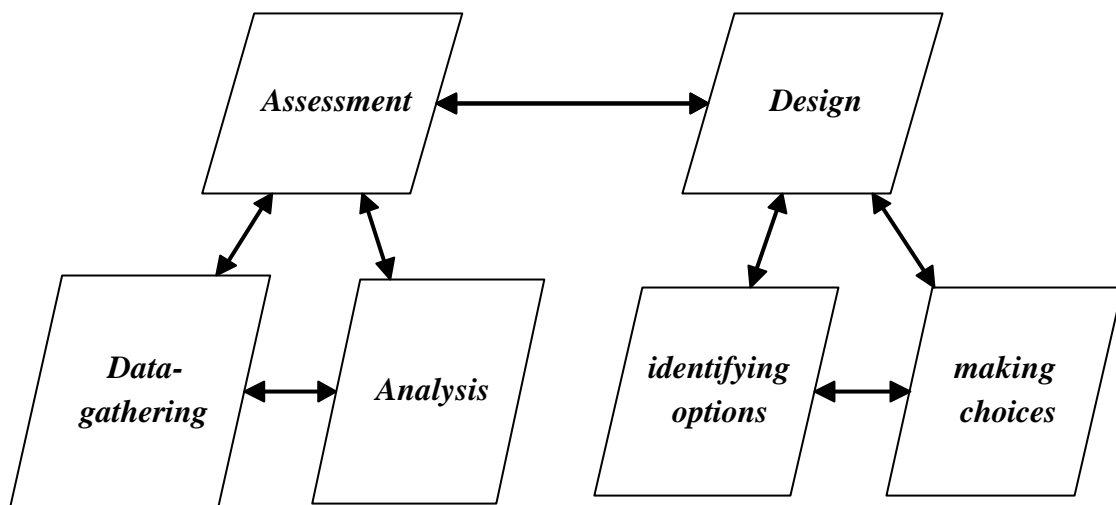 Assessment
Design
Data-
gathering
Analysis
identifying
options
making
choices